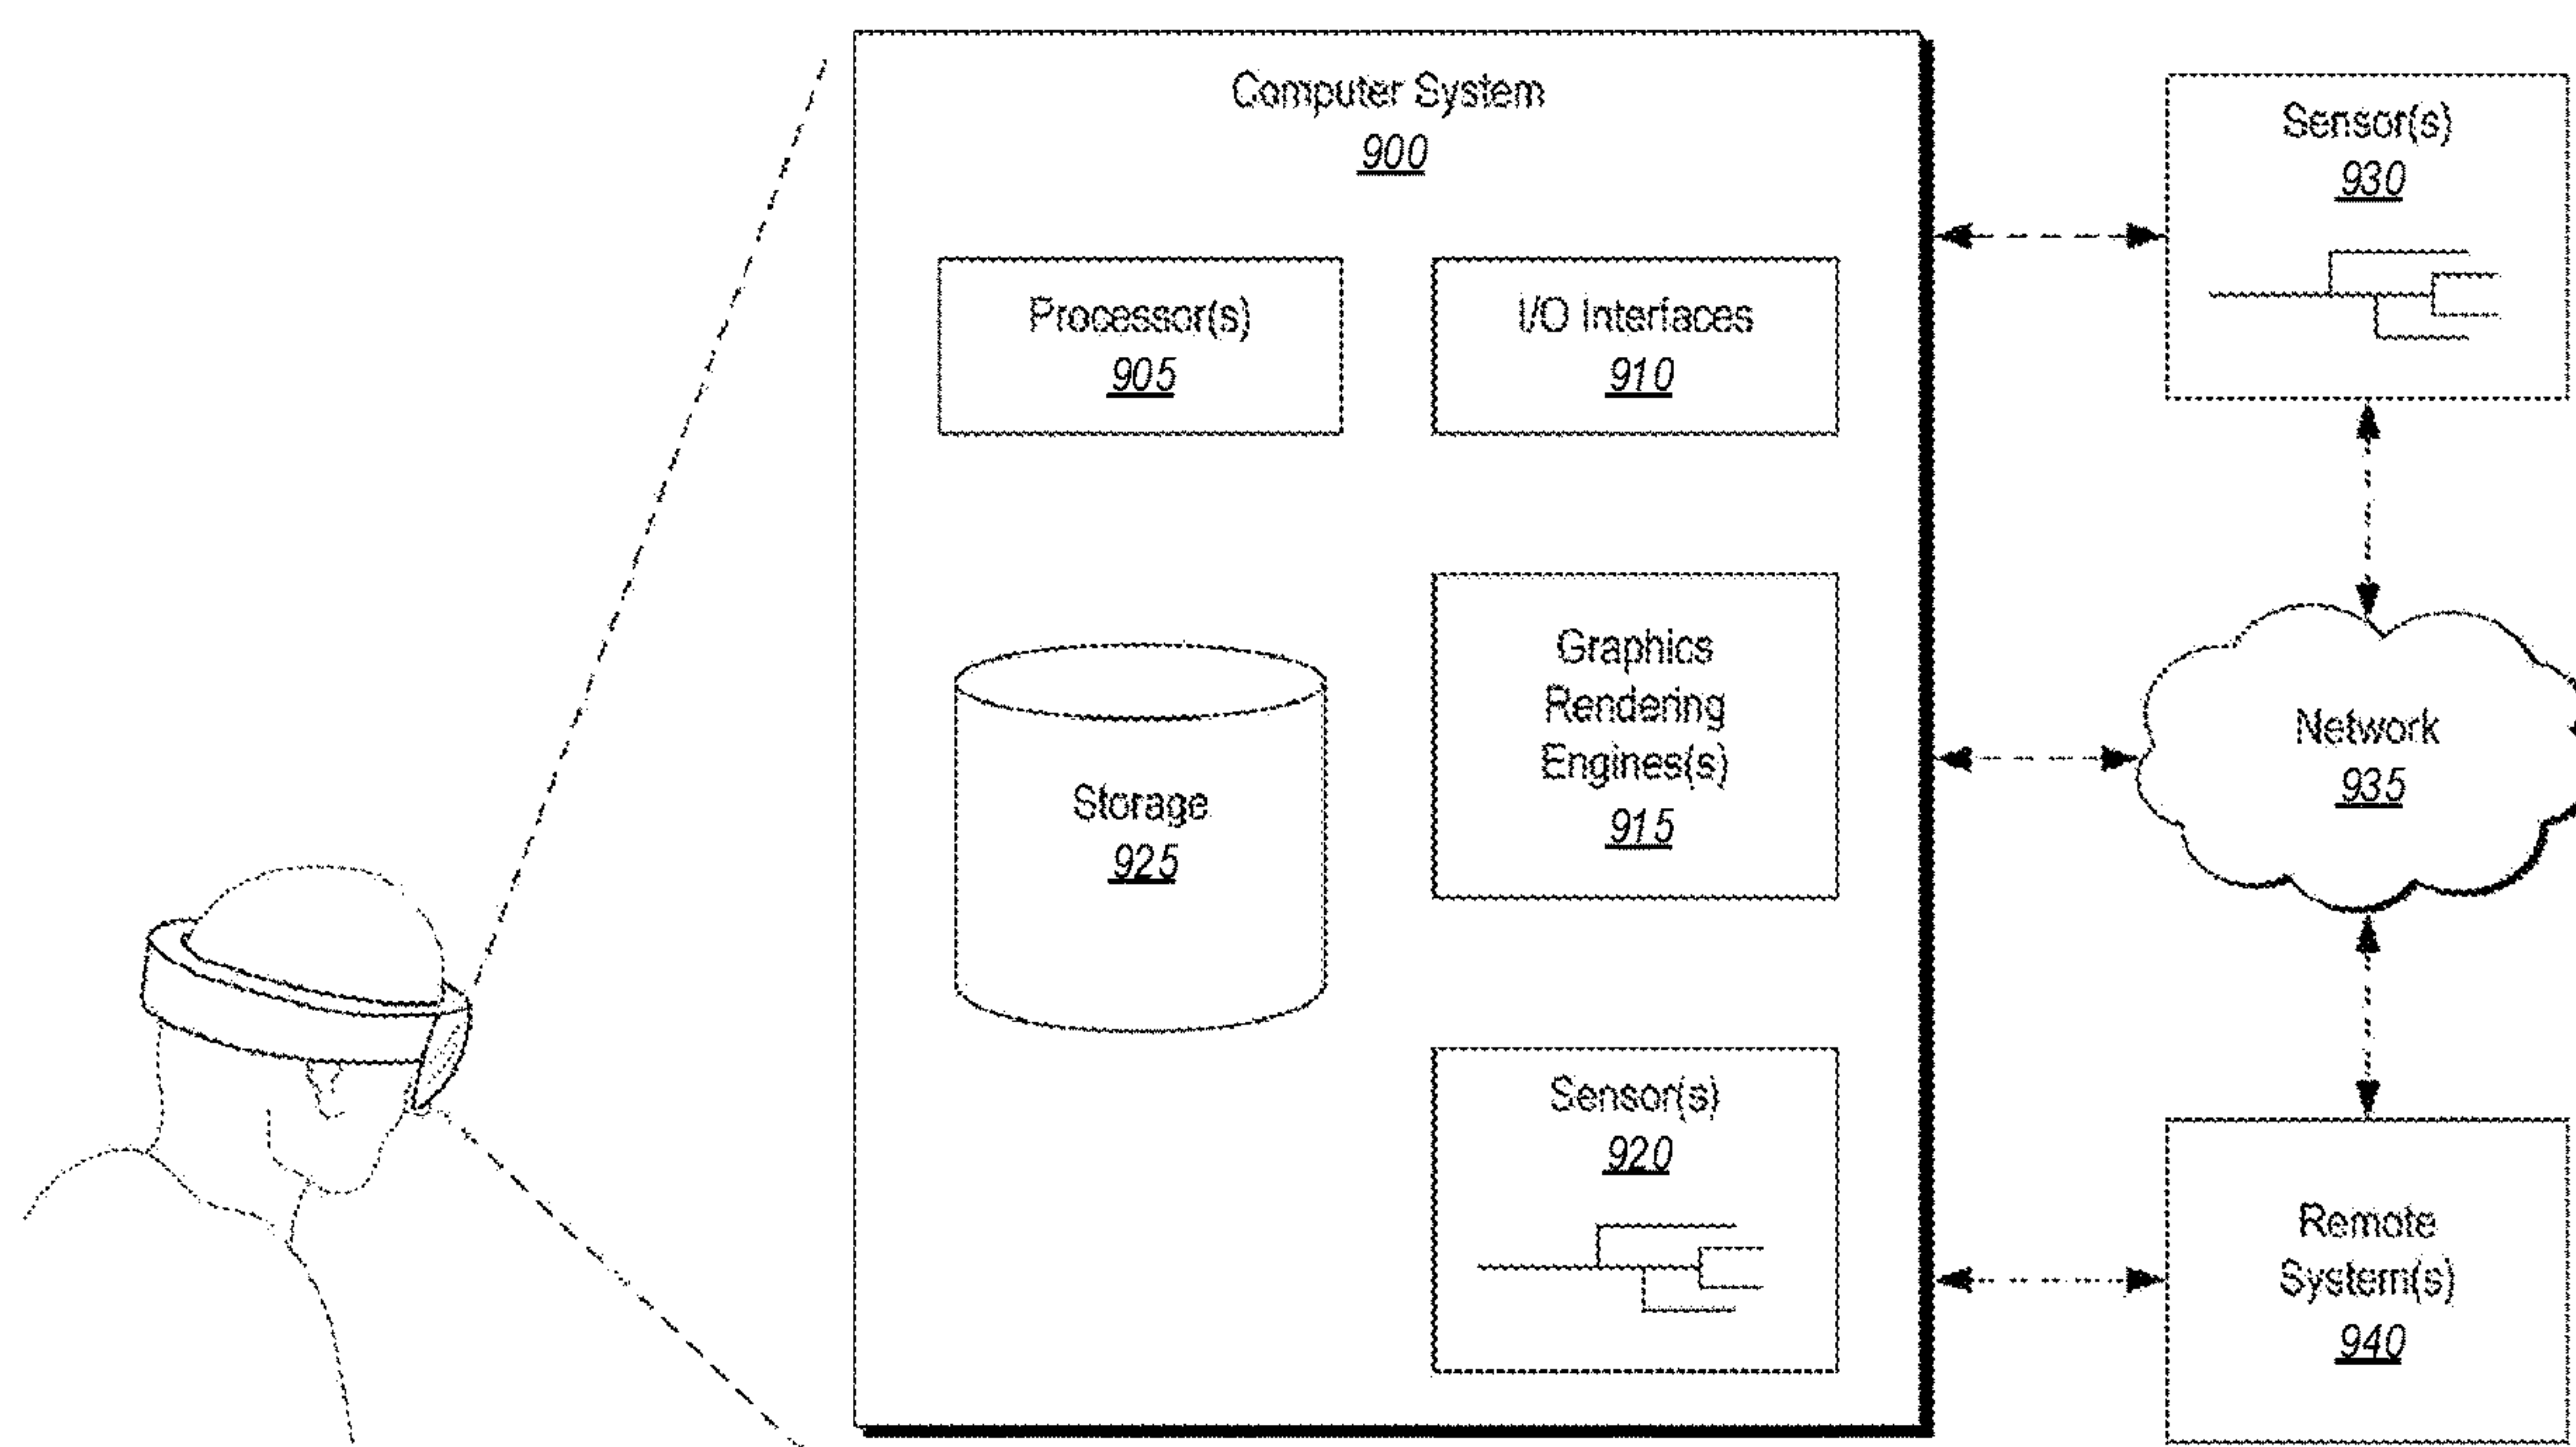 Computer System
900
Processor(s)
905
I/O Interfaces
910
Storage
925
Graphics
Rendering
Engines(s)
915
Sensor(s)
920
Sensor(s)
930
Network
935
Remote
System(s)
940